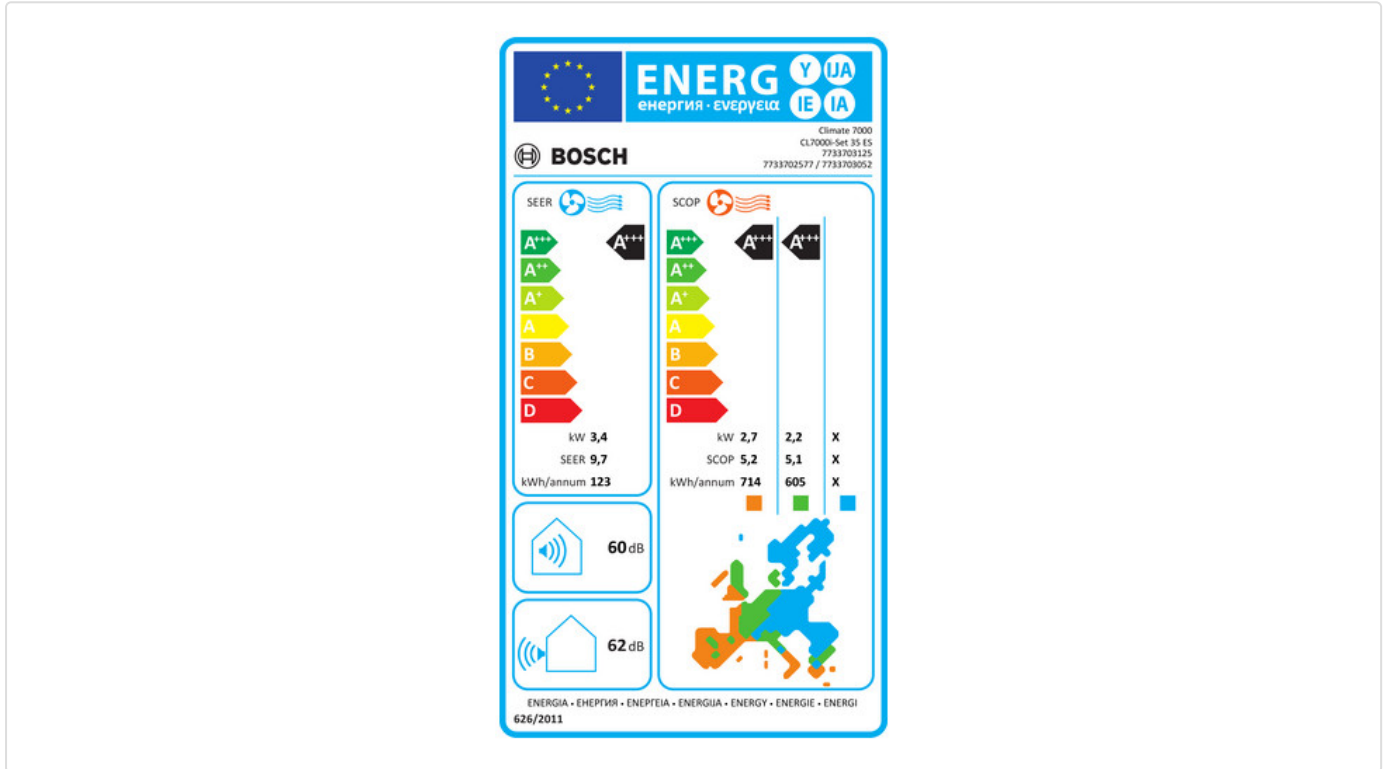 ENERG Y IJA
енергия · ενεργεια IE IA
Climate 7000
CL7000i-Set 35 ES
7733703125
7733702577 / 7733703052
BOSCH
SEER
A+++ A+++
A++
A+
A
B
C
D
kW 3,4
SEER 9,7
kWh/annum 123
SCOP
A+++ A+++ A+++
A++
A+
A
B
C
D
kW 2,7 2,2 X
SCOP 5,2 5,1 X
kWh/annum 714 605 X
60 dB
62 dB
ENERGIA • ЕНЕРГИЯ • ΕΝΕΡΓΕΙΑ • ENERGIJA • ENERGY • ENERGIE • ENERGI
626/2011